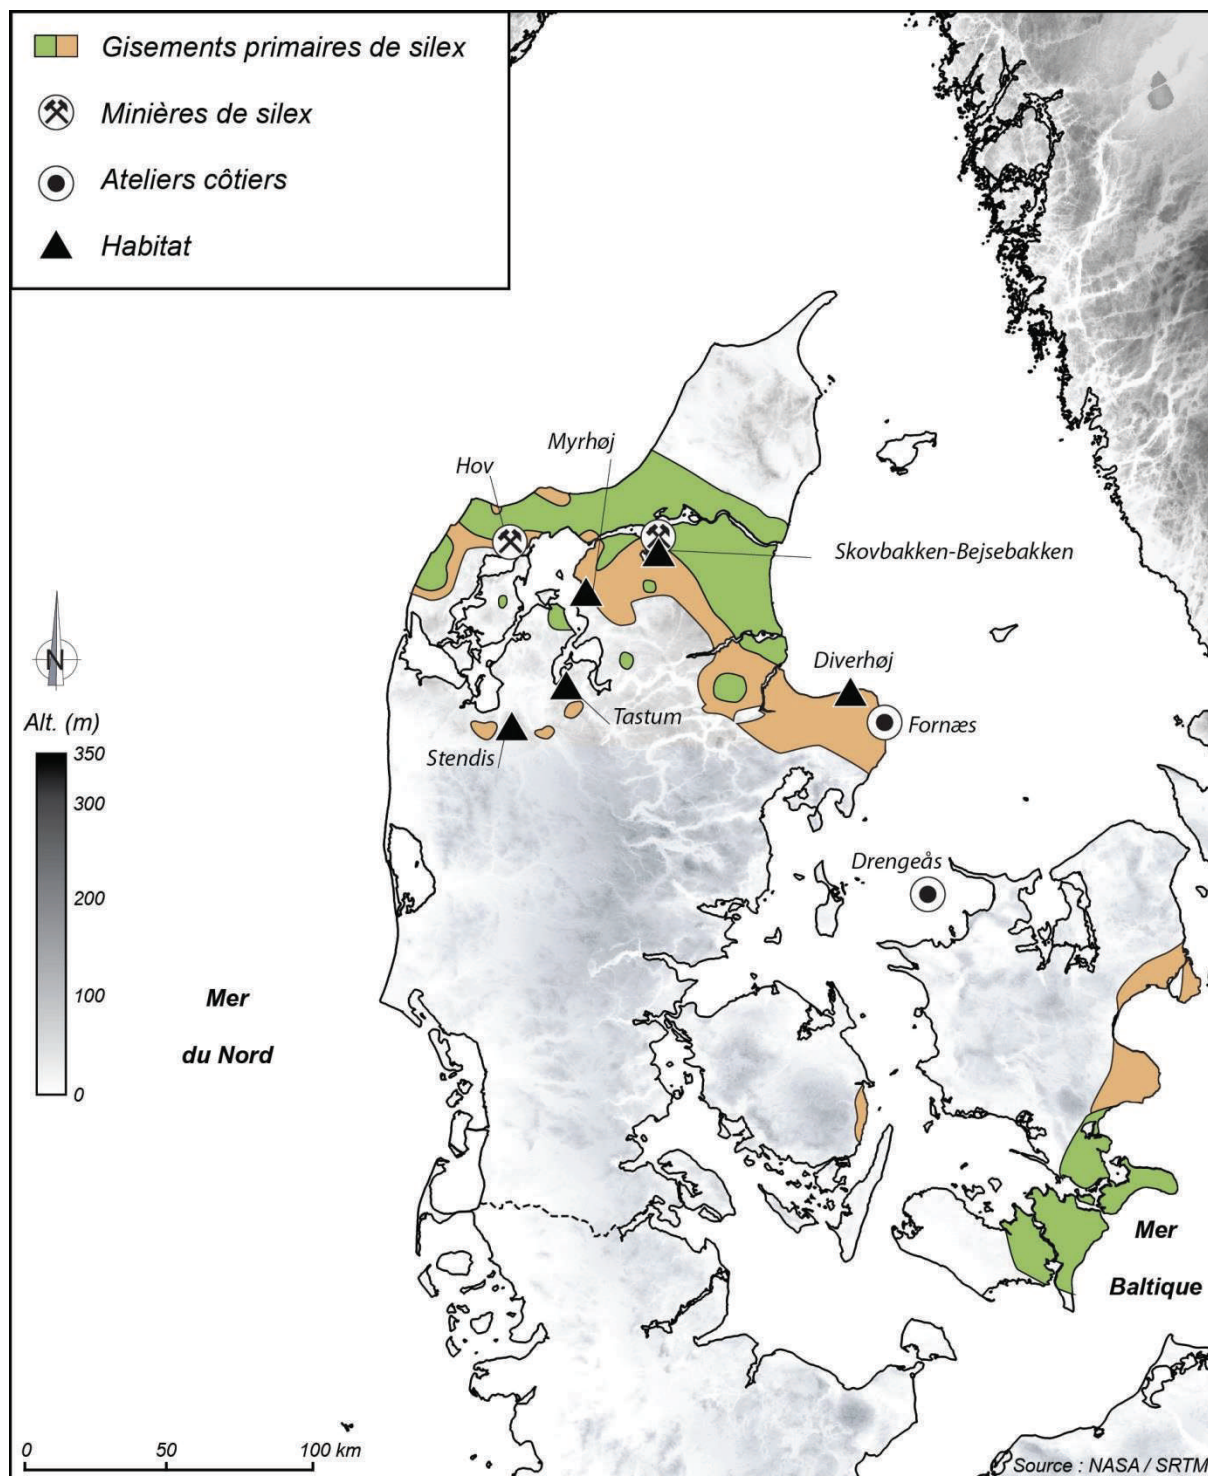 Gisements primaires de silex
Minières de silex
Ateliers côtiers
Habitat
Myrhøj
Hov
Skovbakken-Bejsebakken
N
Diverhøj
Tastum
Fornæs
Stendis
Alt. (m)
350
300
200
100
0
Drengeås
Mer
du Nord
Mer
Baltique
0 50 100 km
Source : NASA / SRTM